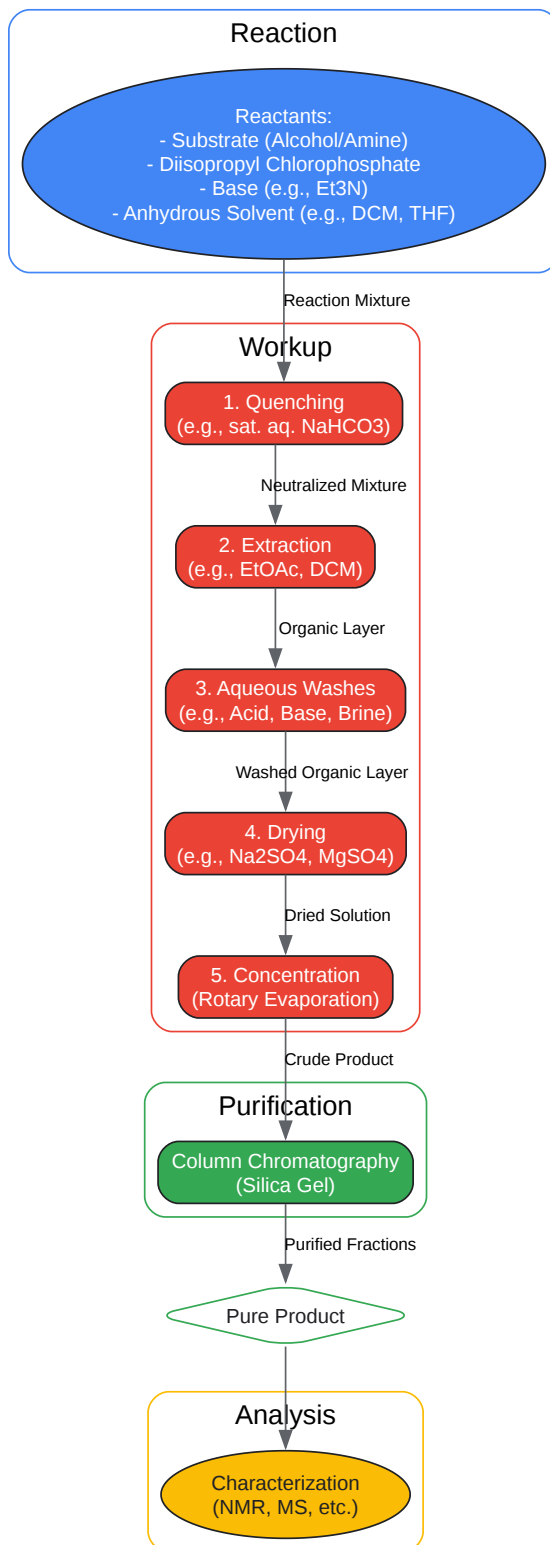 Reaction
Reactants:
- Substrate (Alcohol/Amine)
- Diisopropyl Chlorophosphate
- Base (e.g., Et3N)
- Anhydrous Solvent (e.g., DCM, THF)
Reaction Mixture
Workup
1. Quenching
(e.g., sat. aq. NaHCO3)
Neutralized Mixture
2. Extraction
(e.g., EtOAc, DCM)
Organic Layer
3. Aqueous Washes
(e.g., Acid, Base, Brine)
Washed Organic Layer
4. Drying
(e.g., Na2SO4, MgSO4)
Dried Solution
5. Concentration
(Rotary Evaporation)
Crude Product
Purification
Column Chromatography
(Silica Gel)
Purified Fractions
Pure Product
Analysis
Characterization
(NMR, MS, etc.)